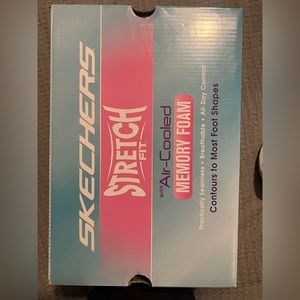 SKECHERS
STRETCH
FIT
with Air-Cooled
MEMORY FOAM
Practically Seamless • Breathable • All-Day Comfort
Contours to Most Foot Shapes